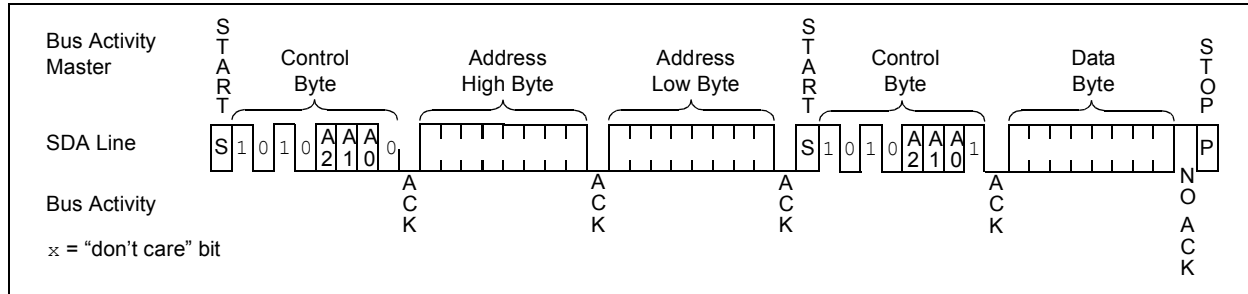 Bus Activity
Master
START
Control
Byte
Address
High Byte
Address
Low Byte
START
Control
Byte
Data
Byte
STOP
SDA Line
S 1 0 1 0 A2 A1 A0 0
S 1 0 1 0 A2 A1 A0 1
P
Bus Activity
ACK
ACK
ACK
ACK
NO ACK
x = “don’t care” bit